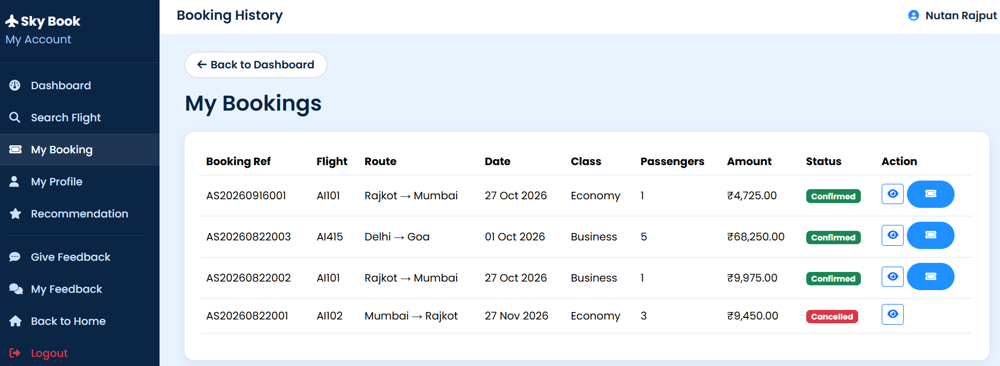 Sky Book
My Account
Dashboard
Search Flight
My Booking
My Profile
Recommendation
Give Feedback
My Feedback
Back to Home
Logout
Booking History
Nutan Rajput
← Back to Dashboard
My Bookings
Booking Ref Flight Route Date Class Passengers Amount Status Action
AS20260916001 AI101 Rajkot → Mumbai 27 Oct 2026 Economy 1 ₹4,725.00 Confirmed
AS20260822003 AI415 Delhi → Goa 01 Oct 2026 Business 5 ₹68,250.00 Confirmed
AS20260822002 AI101 Rajkot → Mumbai 27 Oct 2026 Business 1 ₹9,975.00 Confirmed
AS20260822001 AI102 Mumbai → Rajkot 27 Nov 2026 Economy 3 ₹9,450.00 Cancelled